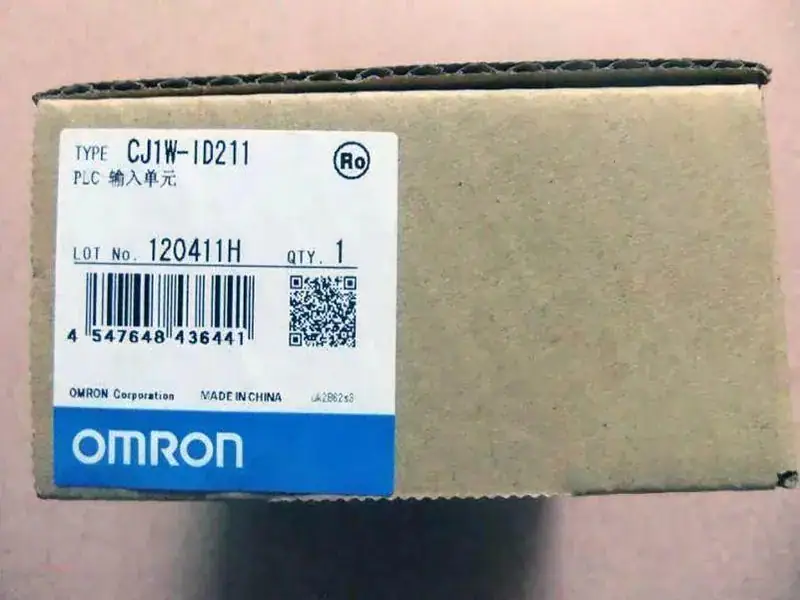 TYPE CJ1W-ID211
Ro
PLC 输入单元
LOT No. 120411H QTY. 1
4 547648 436441
OMRON Corporation MADE IN CHINA
OMRON